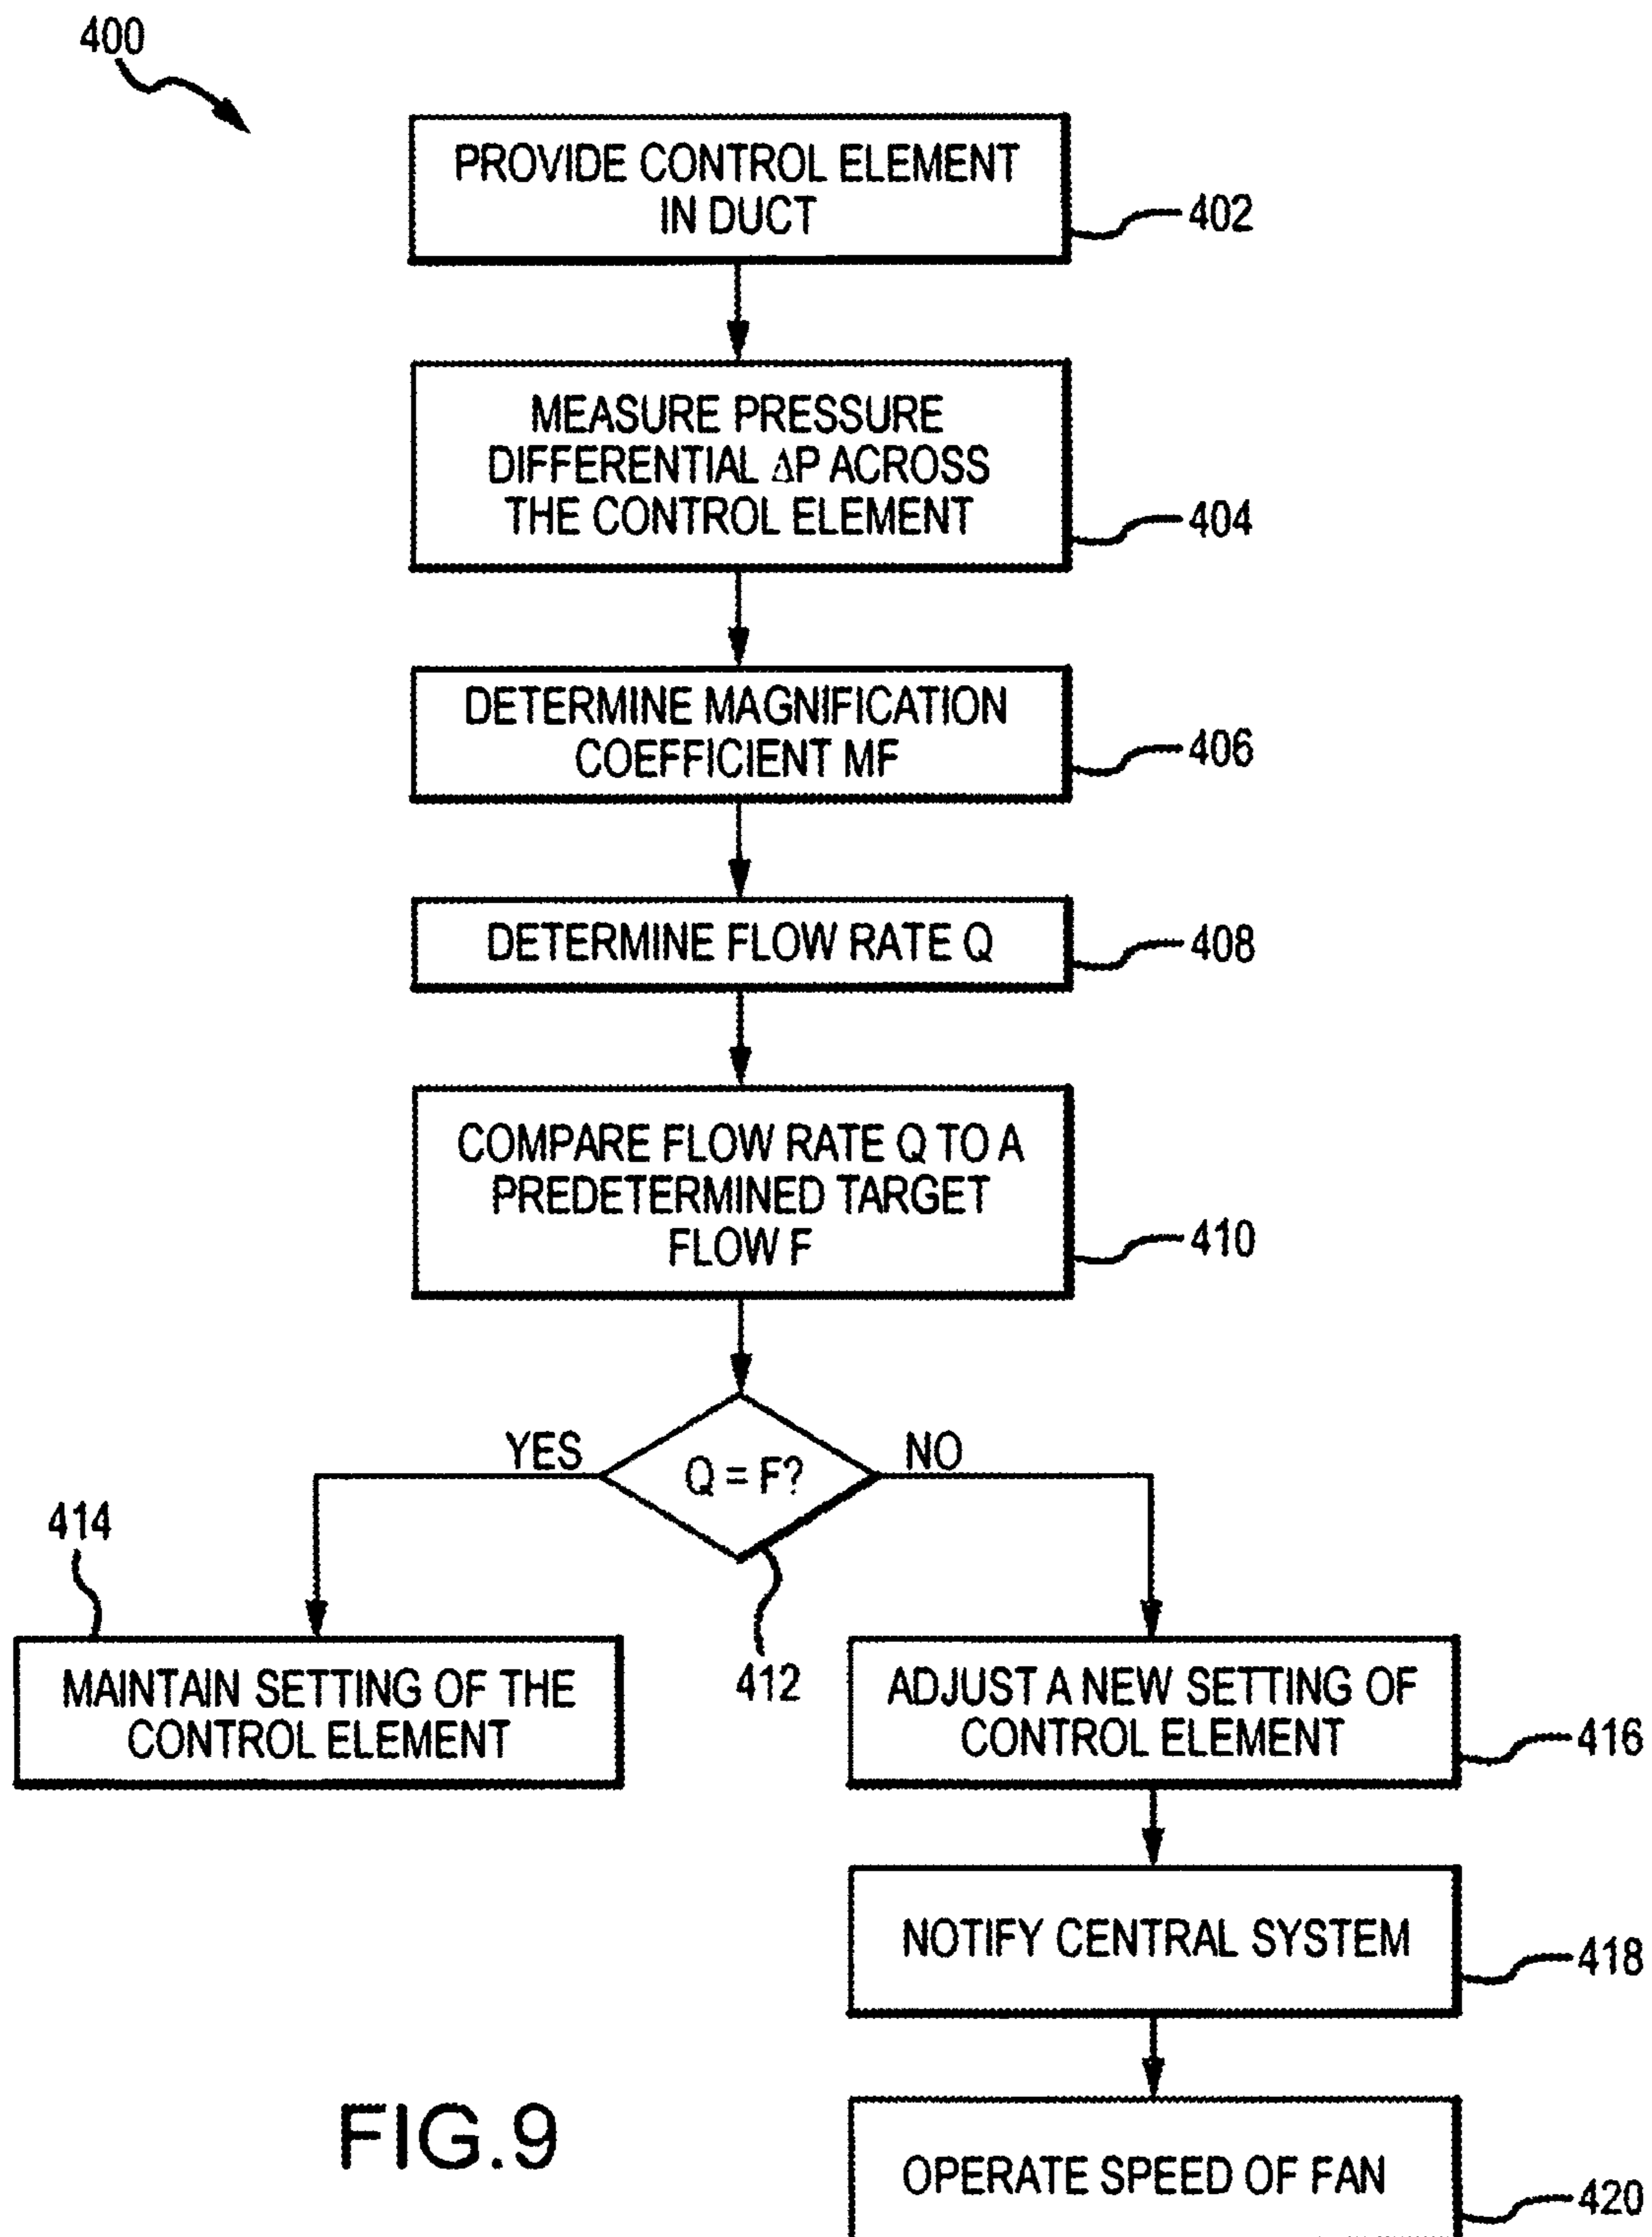 400
PROVIDE CONTROL ELEMENT
IN DUCT
402
MEASURE PRESSURE
DIFFERENTIAL ΔP ACROSS
THE CONTROL ELEMENT
404
DETERMINE MAGNIFICATION
COEFFICIENT MF
406
DETERMINE FLOW RATE Q
408
COMPARE FLOW RATE Q TO A
PREDETERMINED TARGET
FLOW F
410
YES
Q = F?
NO
412
414
MAINTAIN SETTING OF THE
CONTROL ELEMENT
ADJUST A NEW SETTING OF
CONTROL ELEMENT
416
NOTIFY CENTRAL SYSTEM
418
OPERATE SPEED OF FAN
420
FIG.9